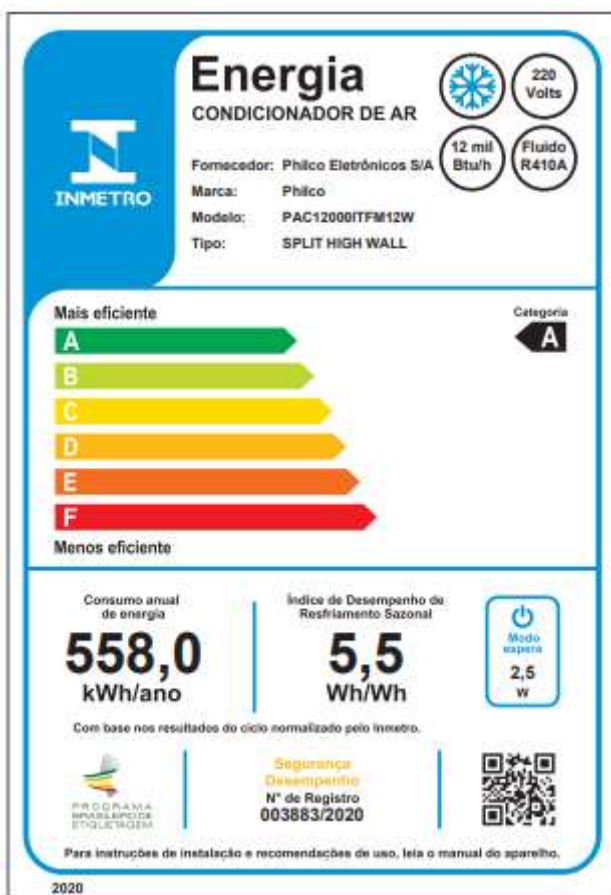 Energia
CONDICIONADOR DE AR
220
Volts
12 mil
Btu/h
Fluido
R410A
INMETRO
Fornecedor: Philco Eletrônicos S/A
Marca: Philco
Modelo: PAC12000ITFM12W
Tipo: SPLIT HIGH WALL
Mais eficiente
Categoria
A
A
B
C
D
E
F
Menos eficiente
Consumo anual
de energia
558,0
kWh/ano
Índice de Desempenho de
Resfriamento Sazonal
5,5
Wh/Wh
Modo
espera
2,5
W
Com base nos resultados do ciclo normalizado pelo Inmetro.
PROGRAMA
BRASILEIRO DE
ETIQUETAGEM
Segurança
Desempenho
N° de Registro
003883/2020
Para instruções de instalação e recomendações de uso, leia o manual do aparelho.
2020